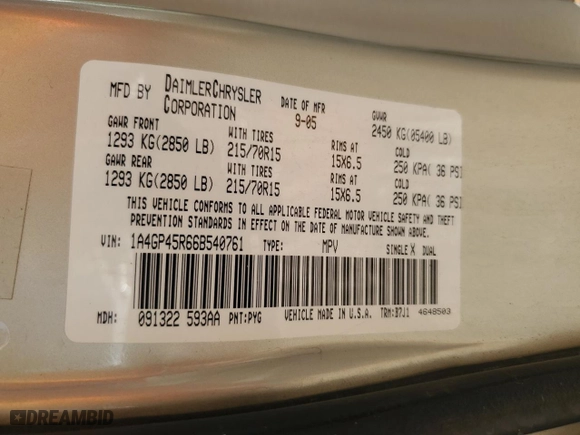 MFD BY DAIMLERCHRYSLER CORPORATION
DATE OF MFR 9-05
GVWR 2450 KG(05400 LB)
GAWR FRONT WITH TIRES RIMS AT COLD
1293 KG(2850 LB) 215/70R15 15X6.5 250 KPA( 36 PSI
GAWR REAR WITH TIRES RIMS AT COLD
1293 KG(2850 LB) 215/70R15 15X6.5 250 KPA( 36 PSI
THIS VEHICLE CONFORMS TO ALL APPLICABLE FEDERAL MOTOR VEHICLE SAFETY AND THEFT
PREVENTION STANDARDS IN EFFECT ON THE DATE OF MANUFACTURE SHOWN ABOVE.
VIN: 1A4GP45R66B540761 TYPE: MPV SINGLE X DUAL
MDH: 091322 593AA PNT:PYG VEHICLE MADE IN U.S.A. TRM:B7J1 4648503
DREAMBID